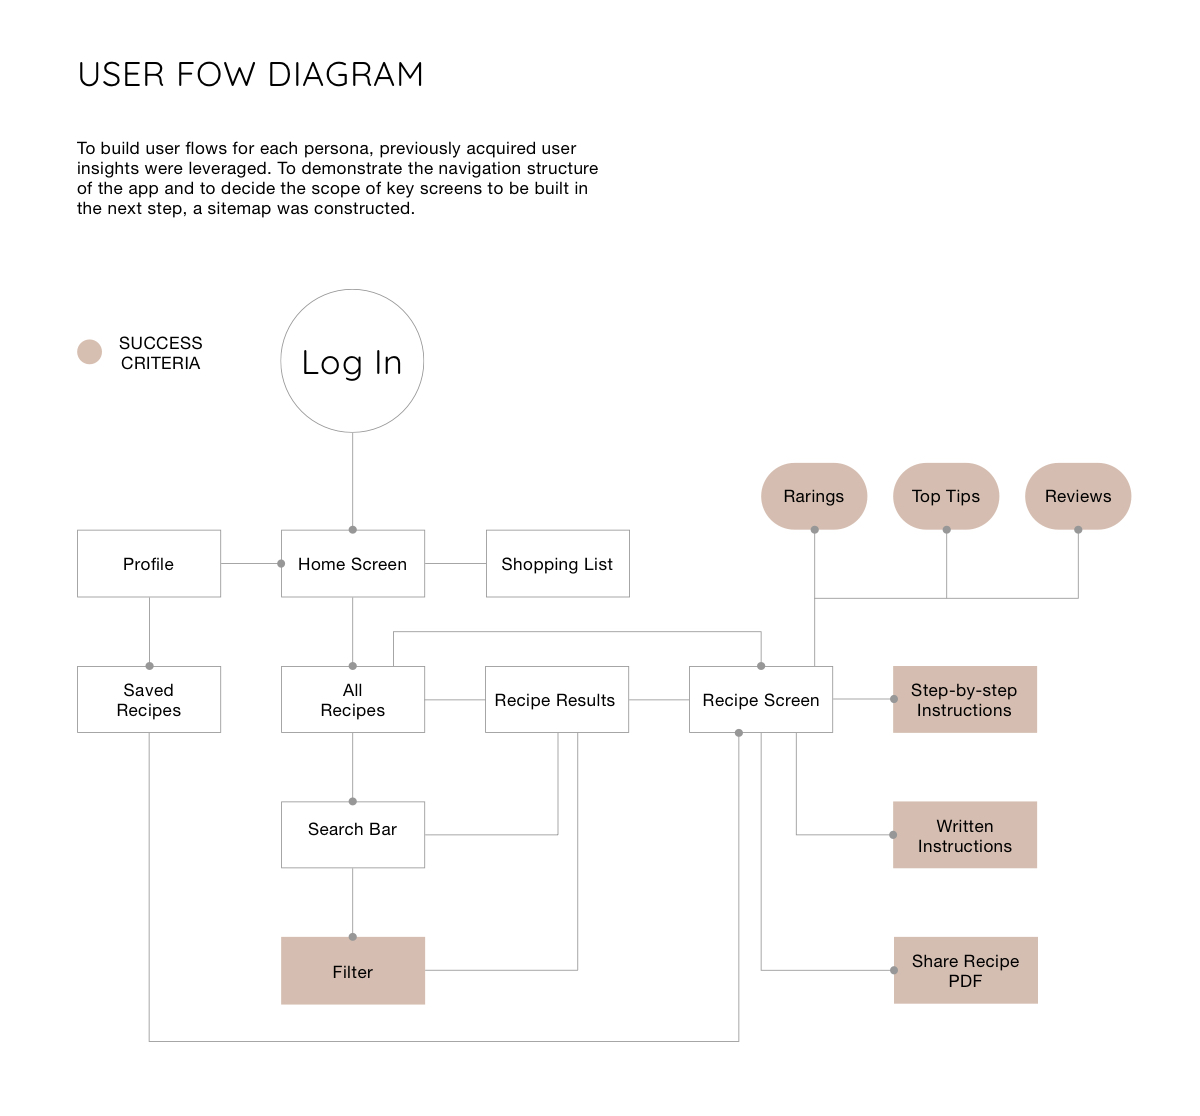 USER FOW DIAGRAM
To build user flows for each persona, previously acquired user
insights were leveraged. To demonstrate the navigation structure
of the app and to decide the scope of key screens to be built in
the next step, a sitemap was constructed.
SUCCESS
CRITERIA
Log In
Rarings
Top Tips
Reviews
Profile
Home Screen
Shopping List
Saved
Recipes
All
Recipes
Recipe Results
Recipe Screen
Step-by-step
Instructions
Search Bar
Written
Instructions
Filter
Share Recipe
PDF